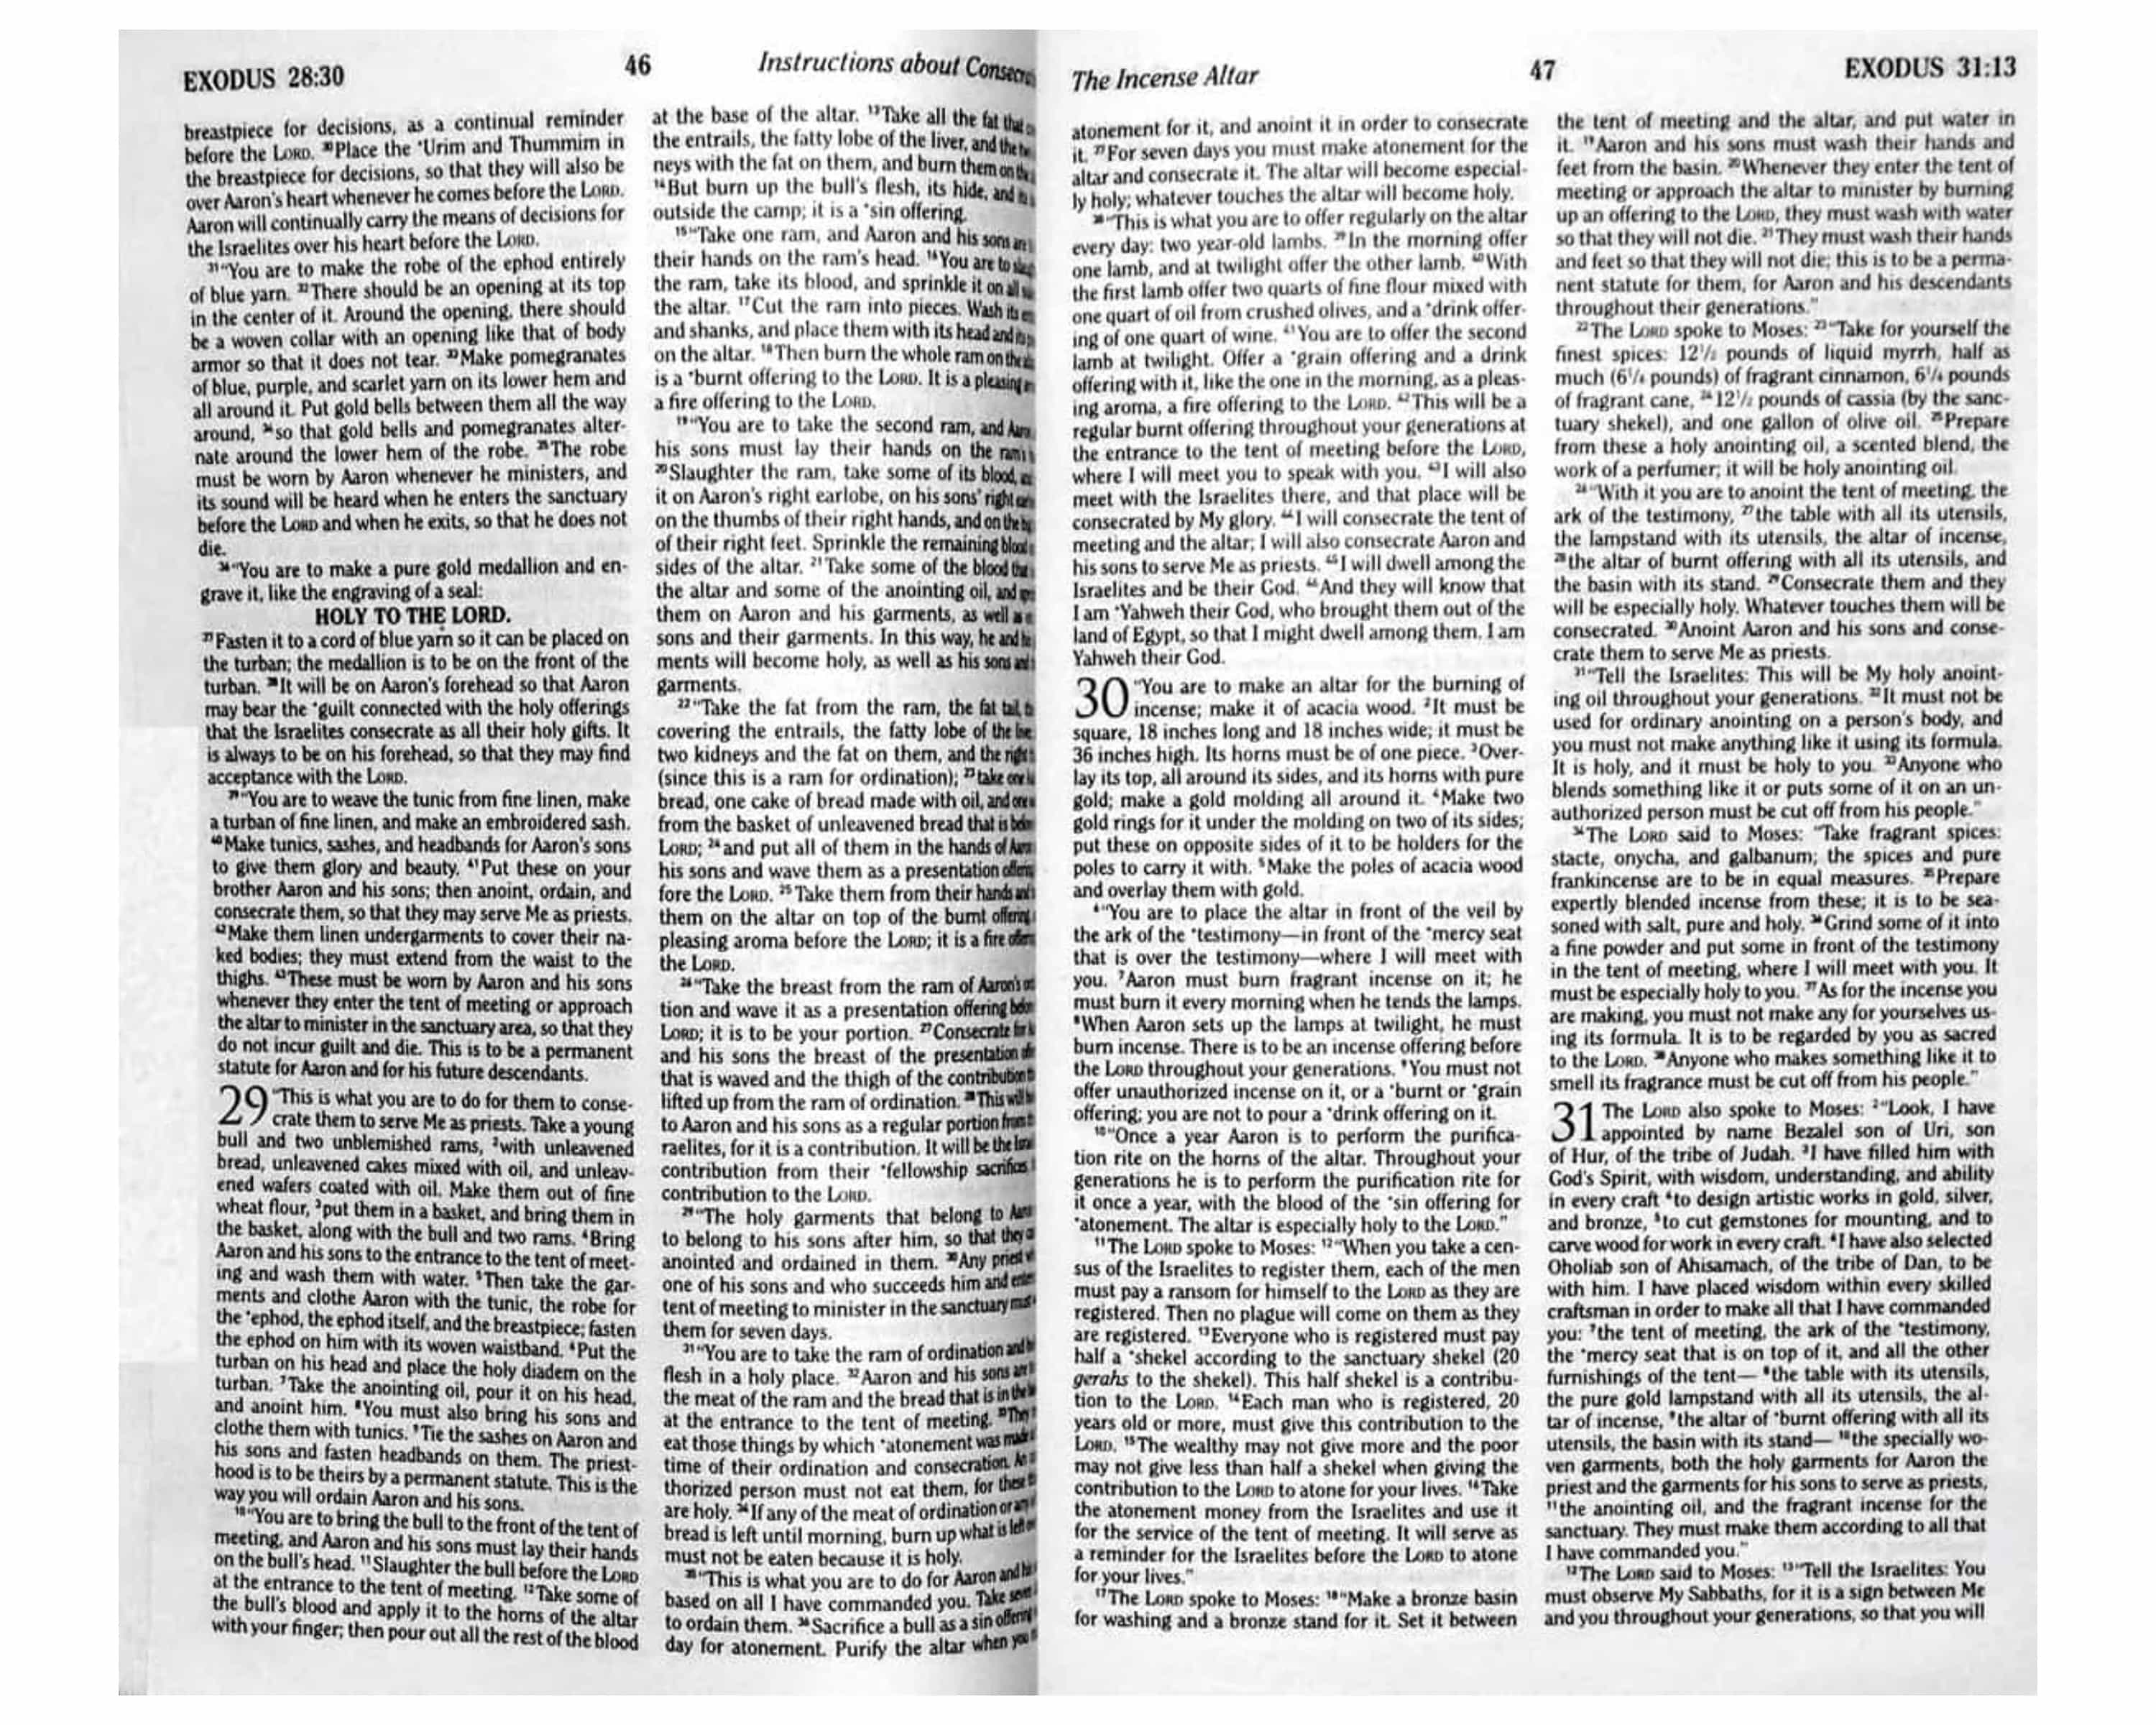 EXODUS 28:30
46
Instructions about
breastpiece for decisions, as a continual reminder
before the LORD. 30Place the •Urim and Thummim in
the breastpiece for decisions, so that they will also be
over Aaron's heart whenever he comes before the LORD.
Aaron will continually carry the means of decisions for
the Israelites over his heart before the LORD.
31"You are to make the robe of the ephod entirely
of blue yarn. 32There should be an opening at its top
in the center of it. Around the opening, there should
be a woven collar with an opening like that of body
armor so that it does not tear. 33Make pomegranates
of blue, purple, and scarlet yarn on its lower hem and
all around it. Put gold bells between them all the way
around, 34so that gold bells and pomegranates alter-
nate around the lower hem of the robe. 35The robe
must be worn by Aaron whenever he ministers, and
its sound will be heard when he enters the sanctuary
before the LORD and when he exits, so that he does not
die.
36"You are to make a pure gold medallion and en-
grave it, like the engraving of a seal:
HOLY TO THE LORD.
37Fasten it to a cord of blue yarn so it can be placed on
the turban; the medallion is to be on the front of the
turban. 38It will be on Aaron's forehead so that Aaron
may bear the •guilt connected with the holy offerings
that the Israelites consecrate as all their holy gifts. It
is always to be on his forehead, so that they may find
acceptance with the LORD.
39"You are to weave the tunic from fine linen, make
a turban of fine linen, and make an embroidered sash.
40Make tunics, sashes, and headbands for Aaron's sons
to give them glory and beauty. 41Put these on your
brother Aaron and his sons; then anoint, ordain, and
consecrate them, so that they may serve Me as priests.
42Make them linen undergarments to cover their na-
ked bodies; they must extend from the waist to the
thighs. 43These must be worn by Aaron and his sons
whenever they enter the tent of meeting or approach
the altar to minister in the sanctuary area, so that they
do not incur guilt and die. This is to be a permanent
statute for Aaron and for his future descendants.
29 "This is what you are to do for them to conse-
crate them to serve Me as priests. Take a young
bull and two unblemished rams, 2with unleavened
bread, unleavened cakes mixed with oil, and unleav-
ened wafers coated with oil. Make them out of fine
wheat flour, 3put them in a basket, and bring them in
the basket, along with the bull and two rams. 4Bring
Aaron and his sons to the entrance to the tent of meet-
ing and wash them with water. 5Then take the gar-
ments and clothe Aaron with the tunic, the robe for
the •ephod, the ephod itself, and the breastpiece; fasten
the ephod on him with its woven waistband. 6Put the
turban on his head and place the holy diadem on the
turban. 7Take the anointing oil, pour it on his head,
and anoint him. 8You must also bring his sons and
clothe them with tunics. 9Tie the sashes on Aaron and
his sons and fasten headbands on them. The priest-
hood is to be theirs by a permanent statute. This is the
way you will ordain Aaron and his sons.
10"You are to bring the bull to the front of the tent of
meeting, and Aaron and his sons must lay their hands
on the bull's head. 11Slaughter the bull before the LORD
at the entrance to the tent of meeting. 12Take some of
the bull's blood and apply it to the horns of the altar
with your finger; then pour out all the rest of the blood
at the base of the altar. 13Take all the fat that
the entrails, the fatty lobe of the liver, and the
neys with the fat on them, and burn them on
14But burn up the bull's flesh, its hide, and
outside the camp; it is a •sin offering.
15"Take one ram, and Aaron and his sons
their hands on the ram's head. 16You are to
the ram, take its blood, and sprinkle it on
the altar. 17Cut the ram into pieces. Wash its
and shanks, and place them with its head and
on the altar. 18Then burn the whole ram on the
is a •burnt offering to the LORD. It is a pleasing
a fire offering to the LORD.
19"You are to take the second ram, and
his sons must lay their hands on the ram's
20Slaughter the ram, take some of its blood,
it on Aaron's right earlobe, on his sons' right
on the thumbs of their right hands, and on the
of their right feet. Sprinkle the remaining blood
sides of the altar. 21Take some of the blood that
the altar and some of the anointing oil, and
them on Aaron and his garments, as well
sons and their garments. In this way, he and
ments will become holy, as well as his sons and
garments.
22"Take the fat from the ram, the fat tail,
covering the entrails, the fatty lobe of the
two kidneys and the fat on them, and the right
(since this is a ram for ordination); 23take one
bread, one cake of bread made with oil, and one
from the basket of unleavened bread that is
LORD; 24and put all of them in the hands of
his sons and wave them as a presentation
fore the LORD. 25Take them from their hands and
them on the altar on top of the burnt offering
pleasing aroma before the LORD; it is a fire
the LORD.
26"Take the breast from the ram of Aaron's
tion and wave it as a presentation offering
LORD; it is to be your portion. 27Consecrate for
and his sons the breast of the presentation
that is waved and the thigh of the contribution
lifted up from the ram of ordination. 28This will
to Aaron and his sons as a regular portion from
raelites, for it is a contribution. It will be the
contribution from their •fellowship sacrifices
contribution to the LORD.
29"The holy garments that belong to
to belong to his sons after him, so that they
anointed and ordained in them. 30Any priest
one of his sons and who succeeds him and
tent of meeting to minister in the sanctuary must
them for seven days.
31"You are to take the ram of ordination and
flesh in a holy place. 32Aaron and his sons are
the meat of the ram and the bread that is in the
at the entrance to the tent of meeting. 33They
eat those things by which •atonement was made
time of their ordination and consecration.
thorized person must not eat them, for these
are holy. 34If any of the meat of ordination or any
bread is left until morning, burn up what is left
must not be eaten because it is holy.
35"This is what you are to do for Aaron and
based on all I have commanded you. Take
to ordain them. 36Sacrifice a bull as a sin offering
day for atonement. Purify the altar when you
The Incense Altar
47
EXODUS 31:13
atonement for it, and anoint it in order to consecrate
it. 37For seven days you must make atonement for the
altar and consecrate it. The altar will become especial-
ly holy; whatever touches the altar will become holy.
38"This is what you are to offer regularly on the altar
every day: two year-old lambs. 39In the morning offer
one lamb, and at twilight offer the other lamb. 40With
the first lamb offer two quarts of fine flour mixed with
one quart of oil from crushed olives, and a •drink offer-
ing of one quart of wine. 41You are to offer the second
lamb at twilight. Offer a •grain offering and a drink
offering with it, like the one in the morning, as a pleas-
ing aroma, a fire offering to the LORD. 42This will be a
regular burnt offering throughout your generations at
the entrance to the tent of meeting before the LORD,
where I will meet you to speak with you. 43I will also
meet with the Israelites there, and that place will be
consecrated by My glory. 44I will consecrate the tent of
meeting and the altar; I will also consecrate Aaron and
his sons to serve Me as priests. 45I will dwell among the
Israelites and be their God. 46And they will know that
I am •Yahweh their God, who brought them out of the
land of Egypt, so that I might dwell among them. I am
Yahweh their God.
30 "You are to make an altar for the burning of
incense; make it of acacia wood. 2It must be
square, 18 inches long and 18 inches wide; it must be
36 inches high. Its horns must be of one piece. 3Over-
lay its top, all around its sides, and its horns with pure
gold; make a gold molding all around it. 4Make two
gold rings for it under the molding on two of its sides;
put these on opposite sides of it to be holders for the
poles to carry it with. 5Make the poles of acacia wood
and overlay them with gold.
6"You are to place the altar in front of the veil by
the ark of the •testimony—in front of the •mercy seat
that is over the testimony—where I will meet with
you. 7Aaron must burn fragrant incense on it; he
must burn it every morning when he tends the lamps.
8When Aaron sets up the lamps at twilight, he must
burn incense. There is to be an incense offering before
the LORD throughout your generations. 9You must not
offer unauthorized incense on it, or a •burnt or •grain
offering; you are not to pour a •drink offering on it.
10"Once a year Aaron is to perform the purifica-
tion rite on the horns of the altar. Throughout your
generations he is to perform the purification rite for
it once a year, with the blood of the •sin offering for
•atonement. The altar is especially holy to the LORD."
11The LORD spoke to Moses: 12"When you take a cen-
sus of the Israelites to register them, each of the men
must pay a ransom for himself to the LORD as they are
registered. Then no plague will come on them as they
are registered. 13Everyone who is registered must pay
half a •shekel according to the sanctuary shekel (20
gerahs to the shekel). This half shekel is a contribu-
tion to the LORD. 14Each man who is registered, 20
years old or more, must give this contribution to the
LORD. 15The wealthy may not give more and the poor
may not give less than half a shekel when giving the
contribution to the LORD to atone for your lives. 16Take
the atonement money from the Israelites and use it
for the service of the tent of meeting. It will serve as
a reminder for the Israelites before the LORD to atone
for your lives."
17The LORD spoke to Moses: 18"Make a bronze basin
for washing and a bronze stand for it. Set it between
the tent of meeting and the altar, and put water in
it. 19Aaron and his sons must wash their hands and
feet from the basin. 20Whenever they enter the tent of
meeting or approach the altar to minister by burning
up an offering to the LORD, they must wash with water
so that they will not die. 21They must wash their hands
and feet so that they will not die; this is to be a perma-
nent statute for them, for Aaron and his descendants
throughout their generations."
22The LORD spoke to Moses: 23"Take for yourself the
finest spices: 12½ pounds of liquid myrrh, half as
much (6¼ pounds) of fragrant cinnamon, 6¼ pounds
of fragrant cane, 24 12½ pounds of cassia (by the sanc-
tuary shekel), and one gallon of olive oil. 25Prepare
from these a holy anointing oil, a scented blend, the
work of a perfumer; it will be holy anointing oil.
26"With it you are to anoint the tent of meeting, the
ark of the testimony, 27the table with all its utensils,
the lampstand with its utensils, the altar of incense,
28the altar of burnt offering with all its utensils, and
the basin with its stand. 29Consecrate them and they
will be especially holy. Whatever touches them will be
consecrated. 30Anoint Aaron and his sons and conse-
crate them to serve Me as priests.
31"Tell the Israelites: This will be My holy anoint-
ing oil throughout your generations. 32It must not be
used for ordinary anointing on a person's body, and
you must not make anything like it using its formula.
It is holy, and it must be holy to you. 33Anyone who
blends something like it or puts some of it on an un-
authorized person must be cut off from his people."
34The LORD said to Moses: "Take fragrant spices:
stacte, onycha, and galbanum; the spices and pure
frankincense are to be in equal measures. 35Prepare
expertly blended incense from these; it is to be sea-
soned with salt, pure and holy. 36Grind some of it into
a fine powder and put some in front of the testimony
in the tent of meeting, where I will meet with you. It
must be especially holy to you. 37As for the incense you
are making, you must not make any for yourselves us-
ing its formula. It is to be regarded by you as sacred
to the LORD. 38Anyone who makes something like it to
smell its fragrance must be cut off from his people."
31 The LORD also spoke to Moses: 2"Look, I have
appointed by name Bezalel son of Uri, son
of Hur, of the tribe of Judah. 3I have filled him with
God's Spirit, with wisdom, understanding, and ability
in every craft 4to design artistic works in gold, silver,
and bronze, 5to cut gemstones for mounting, and to
carve wood for work in every craft. 6I have also selected
Oholiab son of Ahisamach, of the tribe of Dan, to be
with him. I have placed wisdom within every skilled
craftsman in order to make all that I have commanded
you: 7the tent of meeting, the ark of the •testimony,
the •mercy seat that is on top of it, and all the other
furnishings of the tent— 8the table with its utensils,
the pure gold lampstand with all its utensils, the al-
tar of incense, 9the altar of •burnt offering with all its
utensils, the basin with its stand— 10the specially wo-
ven garments, both the holy garments for Aaron the
priest and the garments for his sons to serve as priests,
11the anointing oil, and the fragrant incense for the
sanctuary. They must make them according to all that
I have commanded you."
12The LORD said to Moses: 13"Tell the Israelites: You
must observe My Sabbaths, for it is a sign between Me
and you throughout your generations, so that you will